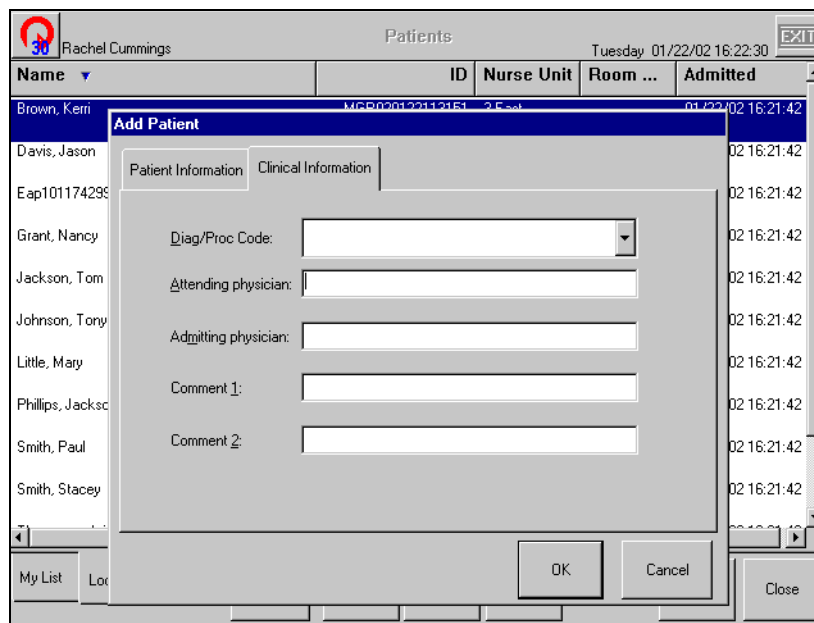 Patients
30 Rachel Cummings
Tuesday 01/22/02 16:22:30
EXIT
Name ID Nurse Unit Room ... Admitted
Brown, Kerri MGR020122113151 3 East 01/22/02 16:21:42
Add Patient
Davis, Jason 02 16:21:42
Patient Information Clinical Information
Eap101174299 02 16:21:42
Grant, Nancy 02 16:21:42
Diag/Proc Code:
Jackson, Tom 02 16:21:42
Attending physician:
Johnson, Tony 02 16:21:42
Admitting physician:
Little, Mary 02 16:21:42
Comment 1:
Phillips, Jackso 02 16:21:42
Comment 2:
Smith, Paul 02 16:21:42
Smith, Stacey 02 16:21:42
OK Cancel
My List Loc Close